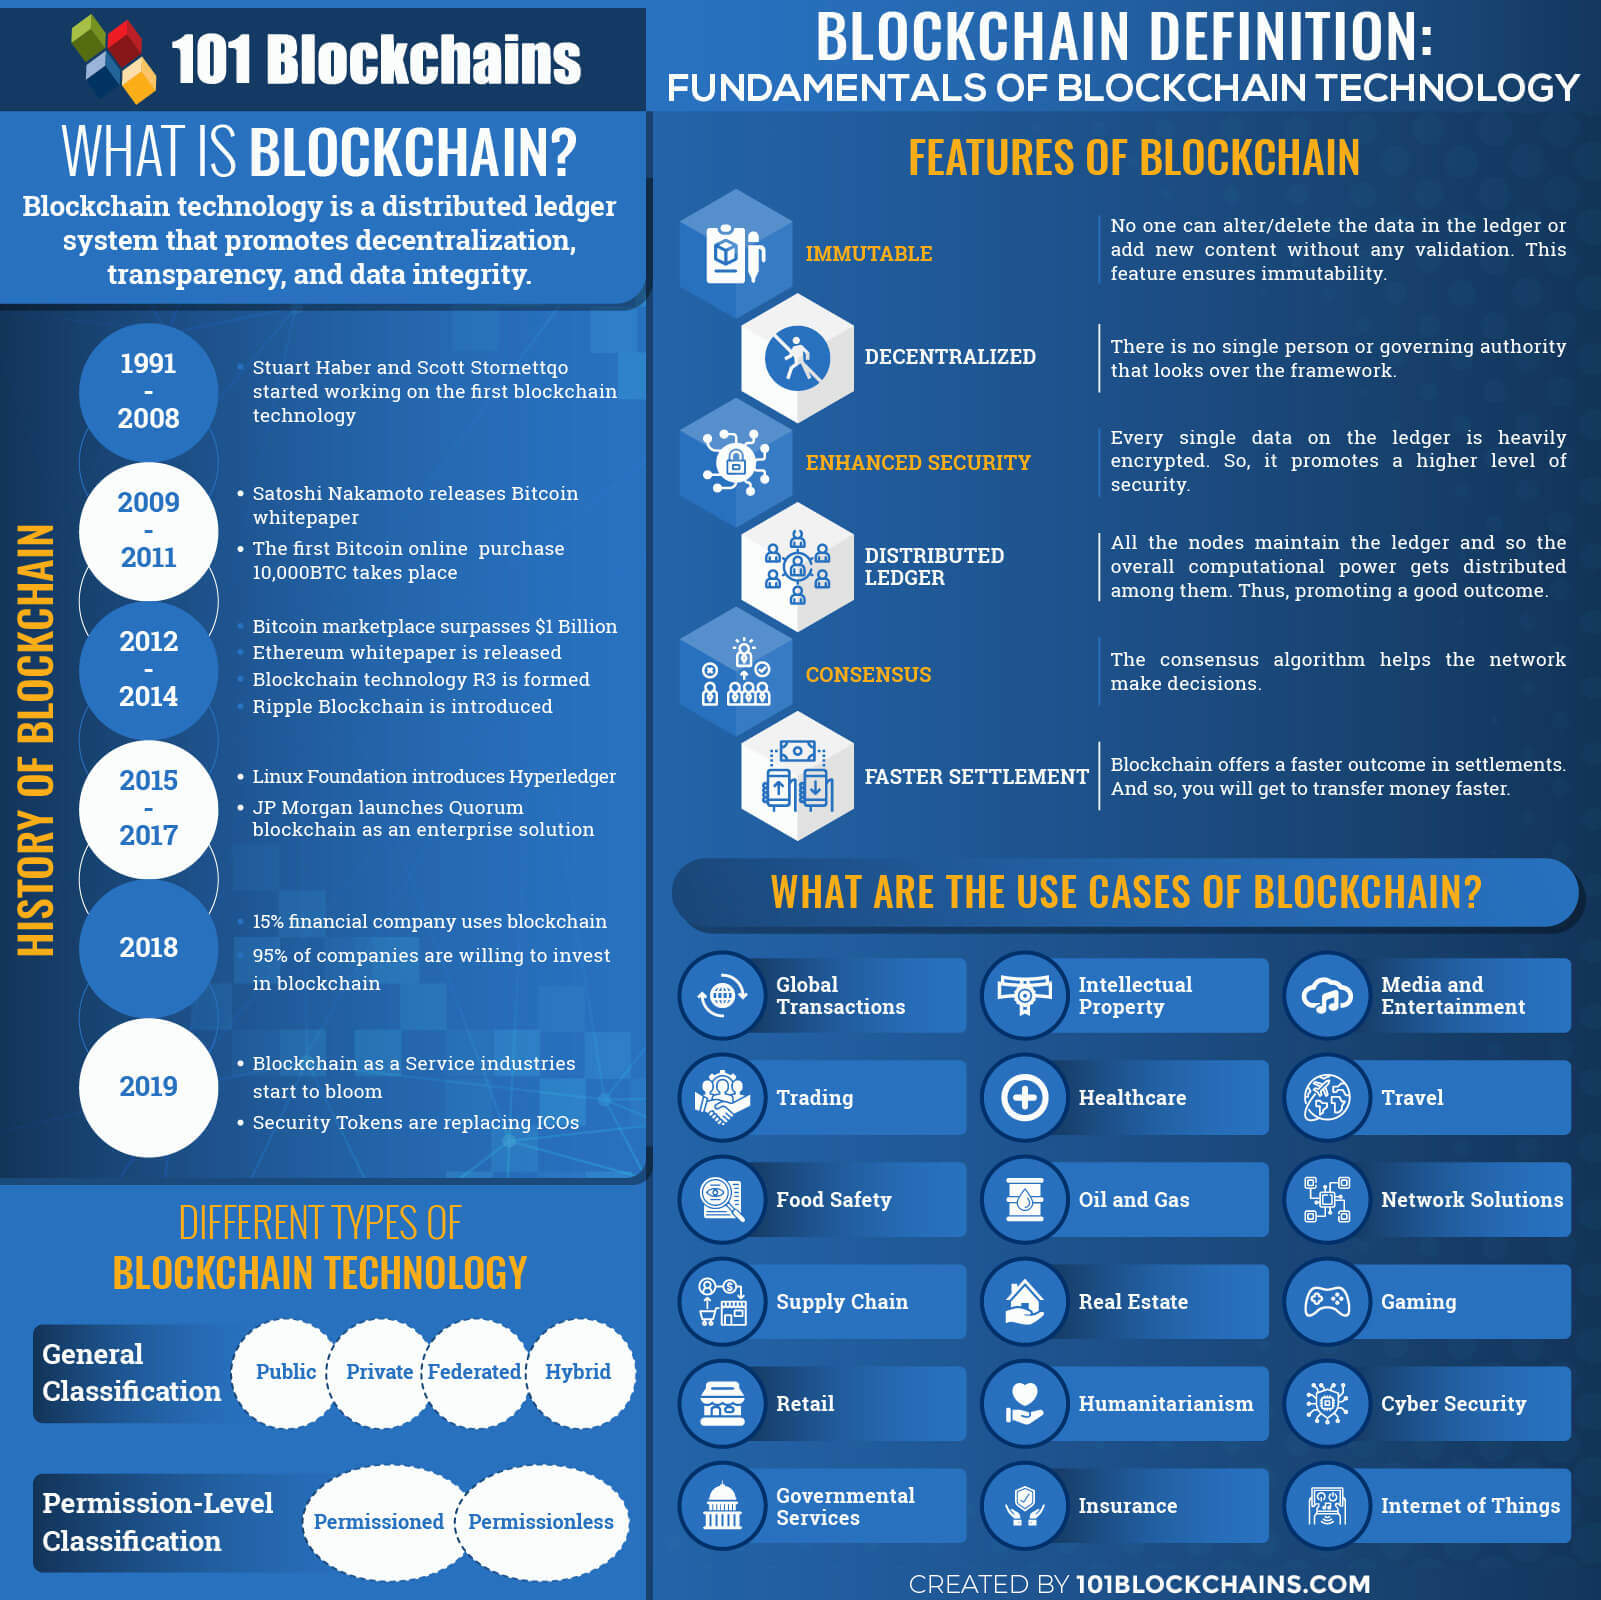 101 Blockchains
BLOCKCHAIN DEFINITION:
FUNDAMENTALS OF BLOCKCHAIN TECHNOLOGY
WHAT IS BLOCKCHAIN?
Blockchain technology is a distributed ledger
system that promotes decentralization,
transparency, and data integrity.
HISTORY OF BLOCKCHAIN
1991
-
2008
Stuart Haber and Scott Stornettqo
started working on the first blockchain
technology
2009
-
2011
• Satoshi Nakamoto releases Bitcoin
whitepaper
• The first Bitcoin online purchase
10,000BTC takes place
2012
-
2014
• Bitcoin marketplace surpasses $1 Billion
• Ethereum whitepaper is released
• Blockchain technology R3 is formed
• Ripple Blockchain is introduced
2015
-
2017
• Linux Foundation introduces Hyperledger
• JP Morgan launches Quorum
blockchain as an enterprise solution
2018
• 15% financial company uses blockchain
• 95% of companies are willing to invest
in blockchain
2019
• Blockchain as a Service industries
start to bloom
• Security Tokens are replacing ICOs
DIFFERENT TYPES OF
BLOCKCHAIN TECHNOLOGY
General
Classification
Public
Private
Federated
Hybrid
Permission-Level
Classification
Permissioned
Permissionless
FEATURES OF BLOCKCHAIN
IMMUTABLE
No one can alter/delete the data in the ledger or
add new content without any validation. This
feature ensures immutability.
DECENTRALIZED
There is no single person or governing authority
that looks over the framework.
ENHANCED SECURITY
Every single data on the ledger is heavily
encrypted. So, it promotes a higher level of
security.
DISTRIBUTED
LEDGER
All the nodes maintain the ledger and so the
overall computational power gets distributed
among them. Thus, promoting a good outcome.
CONSENSUS
The consensus algorithm helps the network
make decisions.
FASTER SETTLEMENT
Blockchain offers a faster outcome in settlements.
And so, you will get to transfer money faster.
WHAT ARE THE USE CASES OF BLOCKCHAIN?
Global
Transactions
Intellectual
Property
Media and
Entertainment
Trading
Healthcare
Travel
Food Safety
Oil and Gas
Network Solutions
Supply Chain
Real Estate
Gaming
Retail
Humanitarianism
Cyber Security
Governmental
Services
Insurance
Internet of Things
CREATED BY 101BLOCKCHAINS.COM